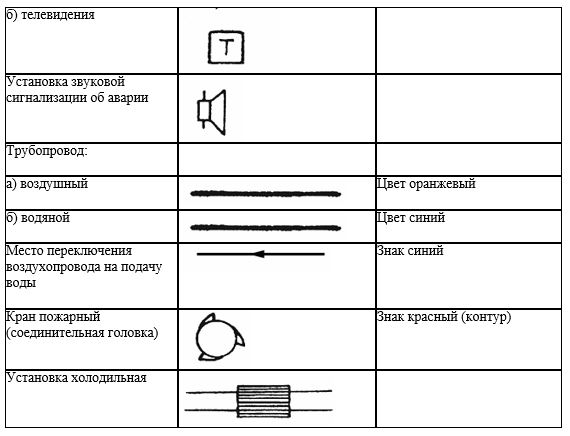 б) телевидения
Т
Установка звуковой
сигнализации об аварии
Трубопровод:
а) воздушный
Цвет оранжевый
б) водяной
Цвет синий
Место переключения
воздухопровода на подачу
воды
Знак синий
Кран пожарный
(соединительная головка)
Знак красный (контур)
Установка холодильная